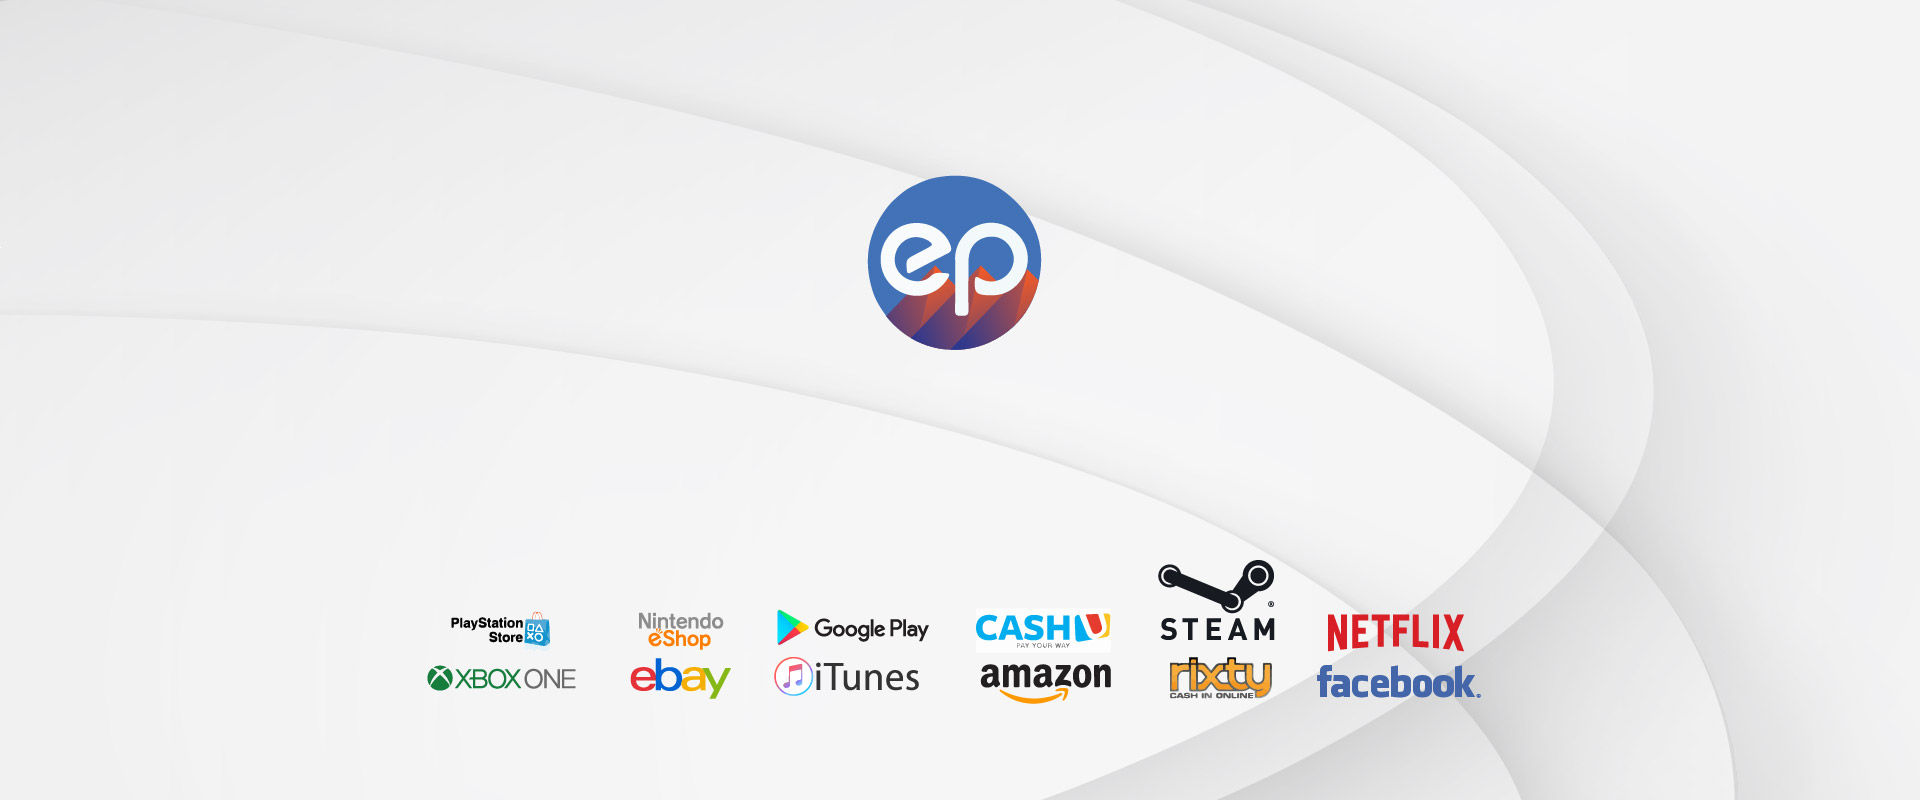 ep
PlayStation
Store
Nintendo
eShop
Google Play
CASHU
PAY YOUR WAY
STEAM
®
NETFLIX
XBOX ONE
ebay
iTunes
amazon
rixty
CASH IN ONLINE
facebook.